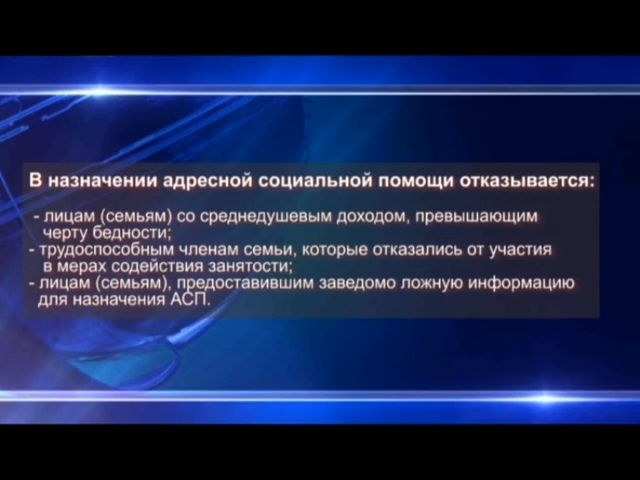 В назначении адресной социальной помощи отказывается:
- лицам (семьям) со среднедушевым доходом, превышающим
черту бедности;
- трудоспособным членам семьи, которые отказались от участия
в мерах содействия занятости;
- лицам (семьям), предоставившим заведомо ложную информацию
для назначения АСП.